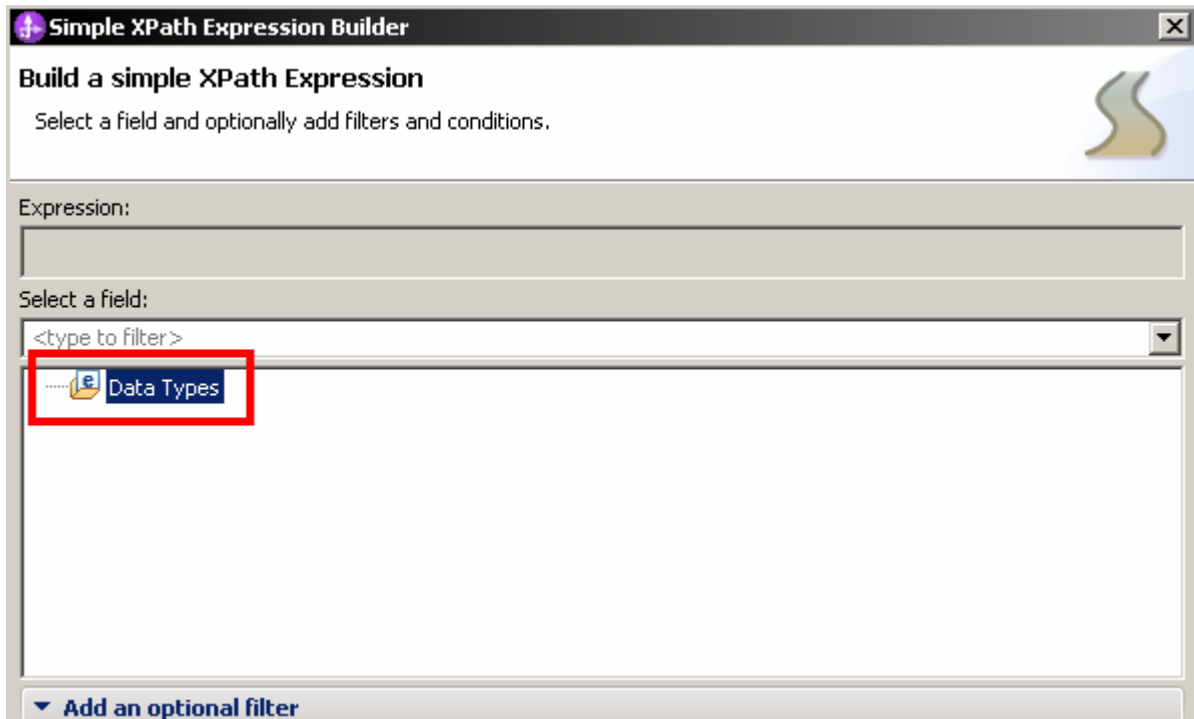 Simple XPath Expression Builder
Build a simple XPath Expression
Select a field and optionally add filters and conditions.
Expression:
Select a field:
<type to filter>
Data Types
Add an optional filter